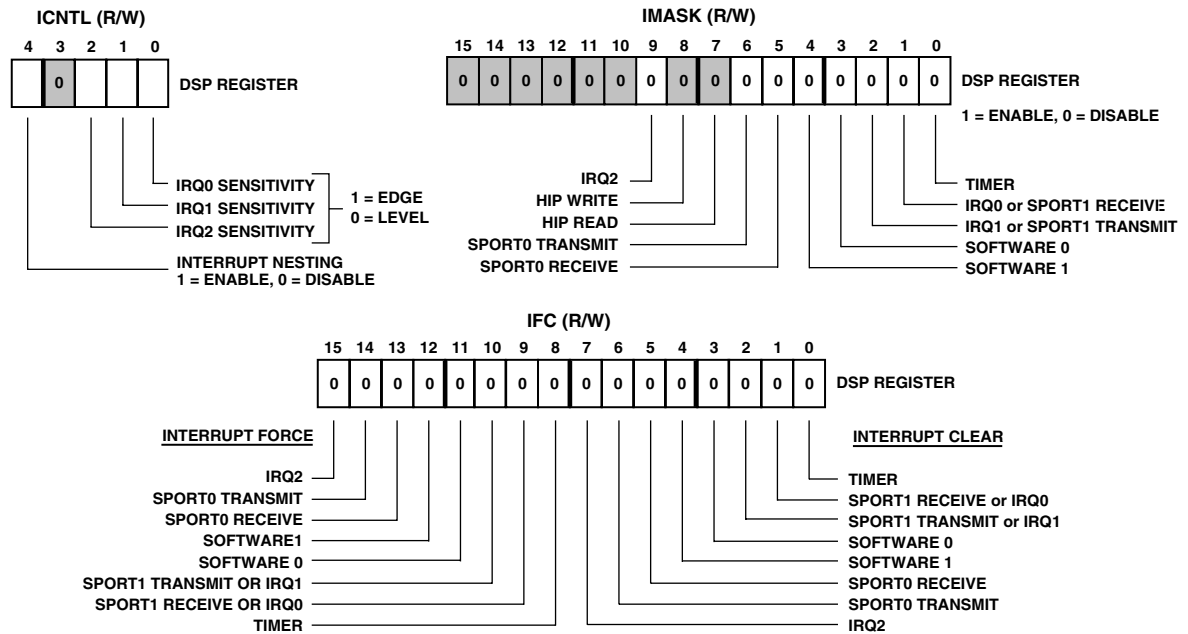 ICNTL (R/W)
4 3 2 1 0
0
DSP REGISTER
IRQ0 SENSITIVITY
IRQ1 SENSITIVITY
IRQ2 SENSITIVITY
1 = EDGE
0 = LEVEL
INTERRUPT NESTING
1 = ENABLE, 0 = DISABLE
IMASK (R/W)
15 14 13 12 11 10 9 8 7 6 5 4 3 2 1 0
0 0 0 0 0 0 0 0 0 0 0 0 0 0 0 0
DSP REGISTER
1 = ENABLE, 0 = DISABLE
IRQ2
HIP WRITE
HIP READ
SPORT0 TRANSMIT
SPORT0 RECEIVE
TIMER
IRQ0 or SPORT1 RECEIVE
IRQ1 or SPORT1 TRANSMIT
SOFTWARE 0
SOFTWARE 1
IFC (R/W)
15 14 13 12 11 10 9 8 7 6 5 4 3 2 1 0
0 0 0 0 0 0 0 0 0 0 0 0 0 0 0 0
DSP REGISTER
INTERRUPT FORCE
IRQ2
SPORT0 TRANSMIT
SPORT0 RECEIVE
SOFTWARE1
SOFTWARE 0
SPORT1 TRANSMIT OR IRQ1
SPORT1 RECEIVE OR IRQ0
TIMER
INTERRUPT CLEAR
TIMER
SPORT1 RECEIVE or IRQ0
SPORT1 TRANSMIT or IRQ1
SOFTWARE 0
SOFTWARE 1
SPORT0 RECEIVE
SPORT0 TRANSMIT
IRQ2